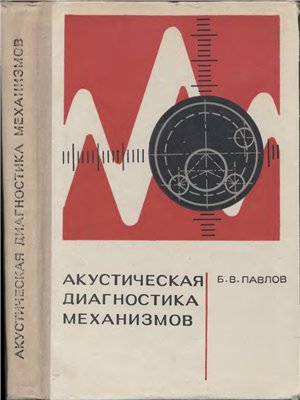 АКУСТИЧЕСКАЯ ДИАГНОСТИКА МЕХАНИЗМОВ
АКУСТИЧЕСКАЯ
ДИАГНОСТИКА
МЕХАНИЗМОВ
Б.В.ПАВЛОВ